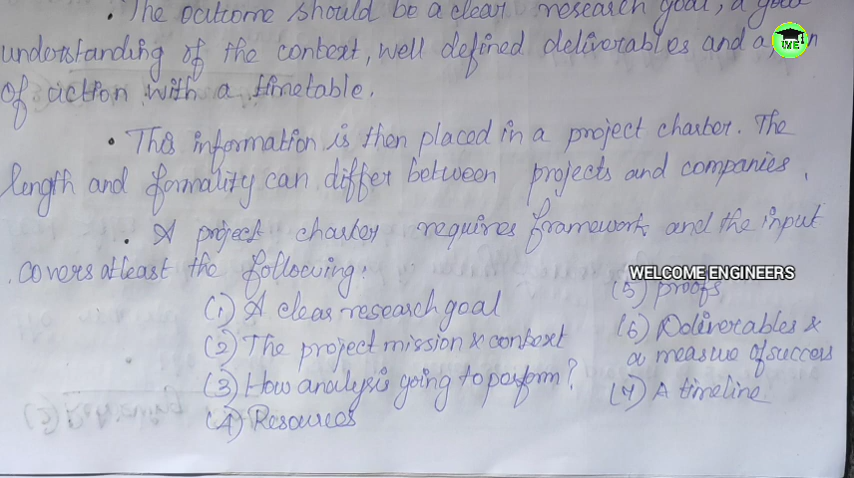 • The outcome should be a clear research goal, a good
understanding of the context, well defined deliverables and a
of action with a timetable.
• This information is then placed in a project charter. The
length and formality can differ between projects and companies.
• A project charter requires framework and the input
covers atleast the following:
(1) A clear research goal
(2) The project mission & context
(3) How analysis going to perform?
(4) Resources
(5) proofs
(6) Deliverables &
a measure of success
(7) A timeline.
IME
WELCOME ENGINEERS